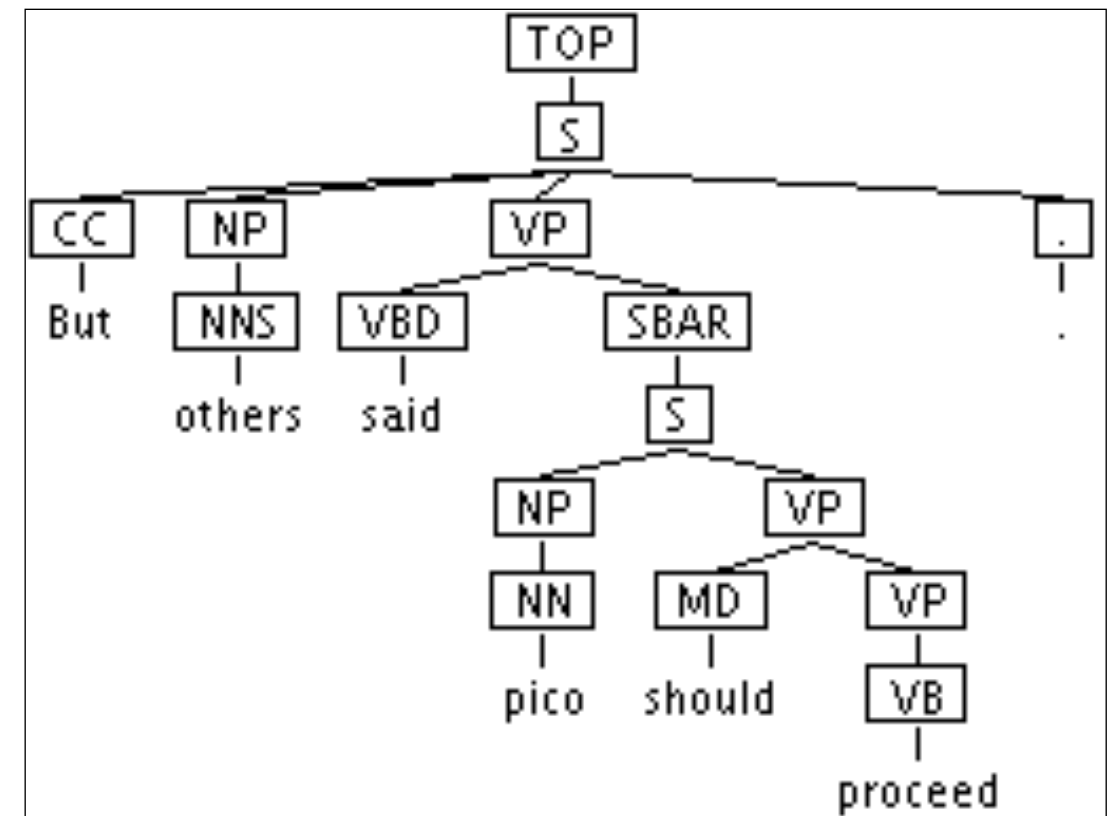 TOP
S
CC NP VP .
But NNS VBD SBAR .
others said S
NP VP
NN MD VP
pico should VB
proceed